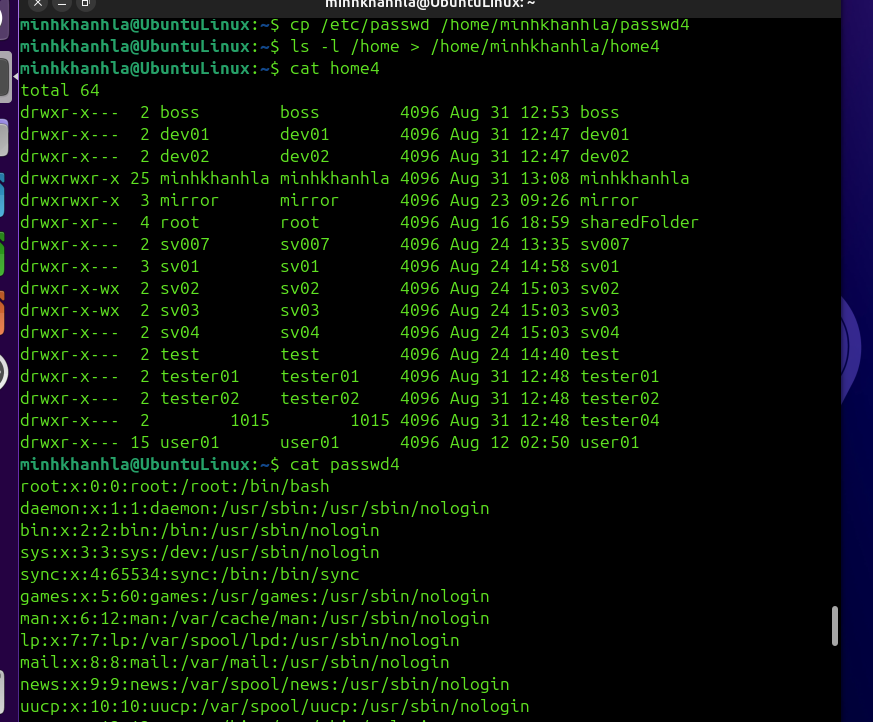 minhkhanhla@UbuntuLinux: ~
minhkhanhla@UbuntuLinux:~$ cp /etc/passwd /home/minhkhanhla/passwd4
minhkhanhla@UbuntuLinux:~$ ls -l /home > /home/minhkhanhla/home4
minhkhanhla@UbuntuLinux:~$ cat home4
total 64
drwxr-x---  2 boss        boss        4096 Aug 31 12:53 boss
drwxr-x---  2 dev01       dev01       4096 Aug 31 12:47 dev01
drwxr-x---  2 dev02       dev02       4096 Aug 31 12:47 dev02
drwxrwxr-x 25 minhkhanhla minhkhanhla 4096 Aug 31 13:08 minhkhanhla
drwxrwxr-x  3 mirror      mirror      4096 Aug 23 09:26 mirror
drwxr-xr--  4 root        root        4096 Aug 16 18:59 sharedFolder
drwxr-x---  2 sv007       sv007       4096 Aug 24 13:35 sv007
drwxr-x---  3 sv01        sv01        4096 Aug 24 14:58 sv01
drwxr-x-wx  2 sv02        sv02        4096 Aug 24 15:03 sv02
drwxr-x-wx  2 sv03        sv03        4096 Aug 24 15:03 sv03
drwxr-x---  2 sv04        sv04        4096 Aug 24 15:03 sv04
drwxr-x---  2 test        test        4096 Aug 24 14:40 test
drwxr-x---  2 tester01    tester01    4096 Aug 31 12:48 tester01
drwxr-x---  2 tester02    tester02    4096 Aug 31 12:48 tester02
drwxr-x---  2        1015        1015 4096 Aug 31 12:48 tester04
drwxr-x--- 15 user01      user01      4096 Aug 12 02:50 user01
minhkhanhla@UbuntuLinux:~$ cat passwd4
root:x:0:0:root:/root:/bin/bash
daemon:x:1:1:daemon:/usr/sbin:/usr/sbin/nologin
bin:x:2:2:bin:/bin:/usr/sbin/nologin
sys:x:3:3:sys:/dev:/usr/sbin/nologin
sync:x:4:65534:sync:/bin:/bin/sync
games:x:5:60:games:/usr/games:/usr/sbin/nologin
man:x:6:12:man:/var/cache/man:/usr/sbin/nologin
lp:x:7:7:lp:/var/spool/lpd:/usr/sbin/nologin
mail:x:8:8:mail:/var/mail:/usr/sbin/nologin
news:x:9:9:news:/var/spool/news:/usr/sbin/nologin
uucp:x:10:10:uucp:/var/spool/uucp:/usr/sbin/nologin